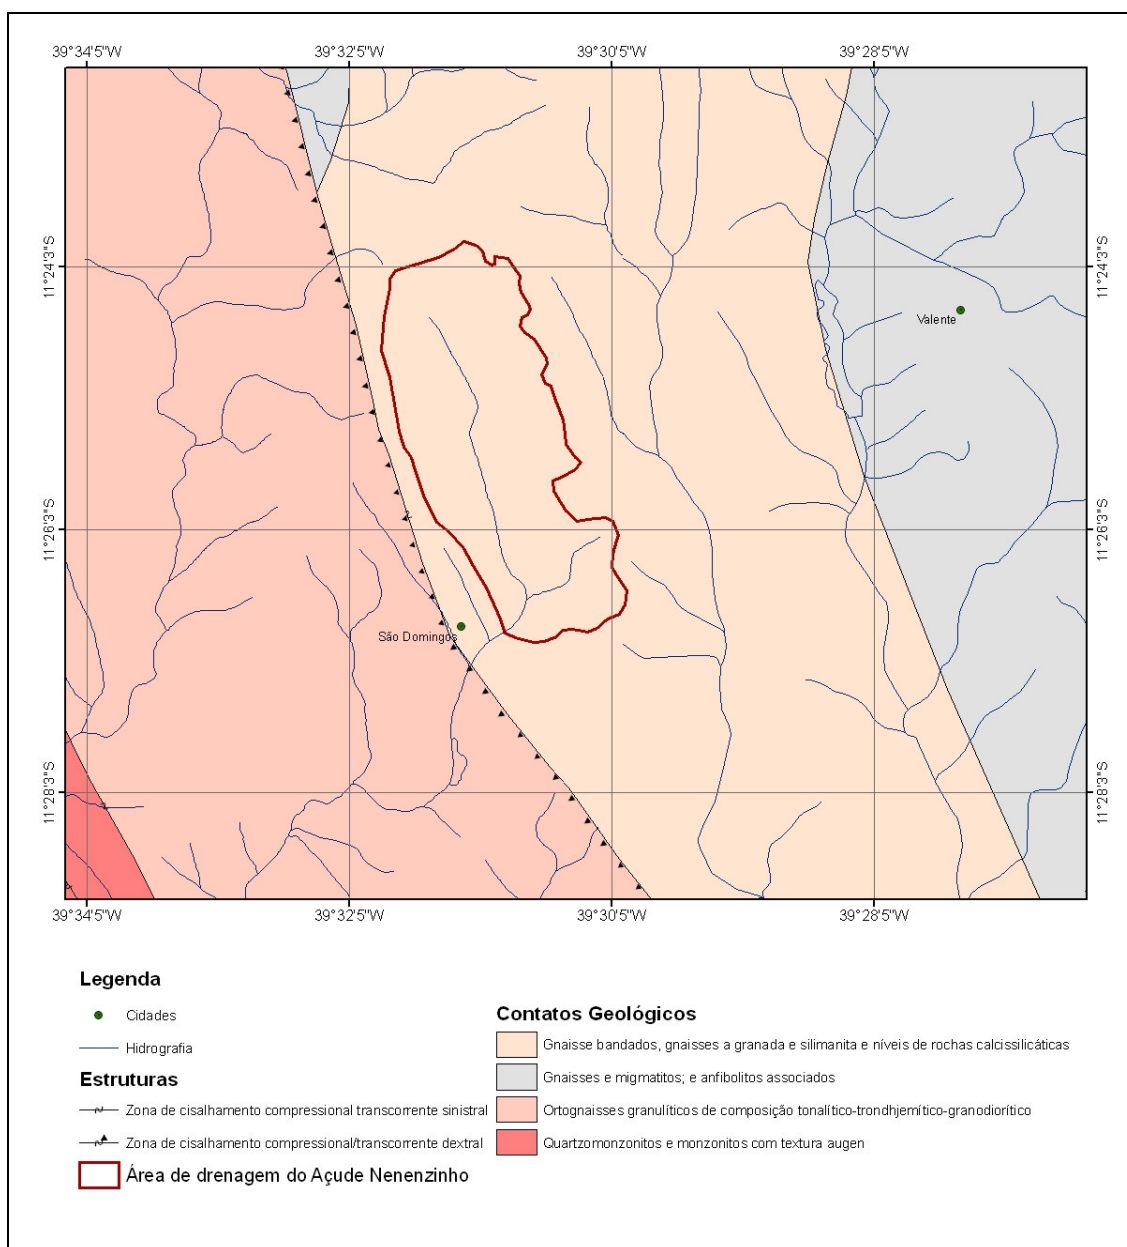 39°34'5"W 39°32'5"W 39°30'5"W 39°28'5"W
11°24'3"S 11°24'3"S
Valente
11°26'3"S 11°26'3"S
São Domingos
11°28'3"S 11°28'3"S
39°34'5"W 39°32'5"W 39°30'5"W 39°28'5"W
Legenda
Cidades
Hidrografia
Estruturas
Zona de cisalhamento compressional transcorrente sinistral
Zona de cisalhamento compressional/transcorrente dextral
Área de drenagem do Açude Nenenzinho
Contatos Geológicos
Gnaisse bandados, gnaisses a granada e silimanita e níveis de rochas calcissilicáticas
Gnaisses e migmatitos; e anfibolitos associados
Ortognaisses granulíticos de composição tonalítico-trondhjemítico-granodiorítico
Quartzomonzonitos e monzonitos com textura augen